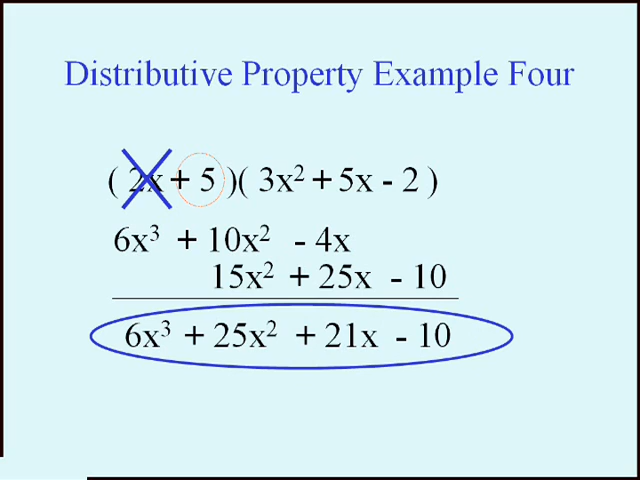 Distributive Property Example Four
( 2x + 5 )( 3x² + 5x - 2 )
6x³ + 10x² - 4x
15x² + 25x - 10
6x³ + 25x² + 21x - 10